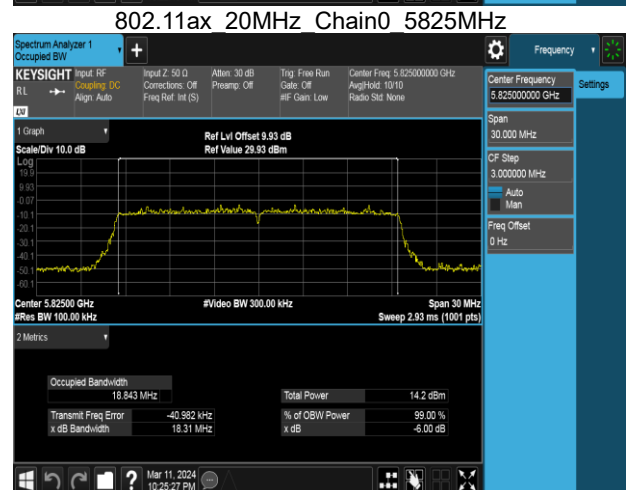 802.11ax_20MHz_Chain0_5825MHz
Spectrum Analyzer 1
Occupied BW
Frequency
KEYSIGHT
Input: RF
Input Z: 50 Ω
Atten: 30 dB
Trig: Free Run
Center Freq: 5.825000000 GHz
RL
Coupling: DC
Corrections: Off
Preamp: Off
Gate: Off
Avg|Hold: 10/10
Align: Auto
Freq Ref: Int (S)
#IF Gain: Low
Radio Std: None
LXI
Center Frequency
5.825000000 GHz
Settings
Span
30.000 MHz
CF Step
3.000000 MHz
Auto
Man
Freq Offset
0 Hz
1 Graph
Ref Lvl Offset 9.93 dB
Scale/Div 10.0 dB
Ref Value 29.93 dBm
Log
19.9
9.93
-0.07
-10.1
-20.1
-30.1
-40.1
-50.1
-60.1
Center 5.82500 GHz
#Video BW 300.00 kHz
Span 30 MHz
#Res BW 100.00 kHz
Sweep 2.93 ms (1001 pts)
2 Metrics
Occupied Bandwidth
18.843 MHz
Total Power
14.2 dBm
Transmit Freq Error
-40.982 kHz
% of OBW Power
99.00 %
x dB Bandwidth
18.31 MHz
x dB
-6.00 dB
?
Mar 11, 2024
10:25:27 PM